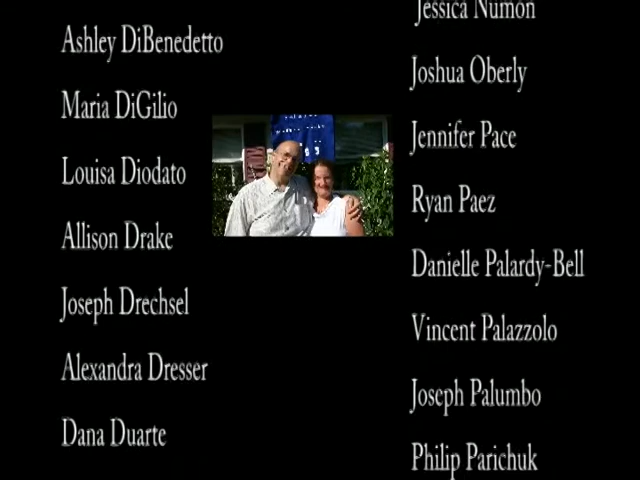 Ashley DiBenedetto
Maria DiGilio
Louisa Diodato
Allison Drake
Joseph Drechsel
Alexandra Dresser
Dana Duarte
Jessica Numon
Joshua Oberly
Jennifer Pace
Ryan Paez
Danielle Palardy-Bell
Vincent Palazzolo
Joseph Palumbo
Philip Parichuk